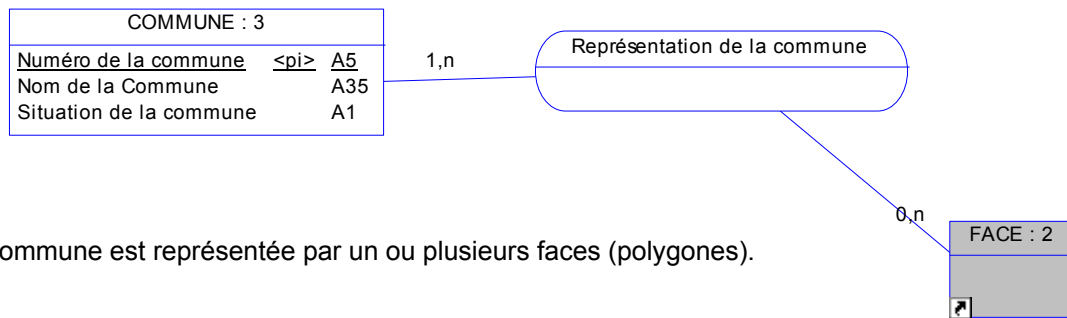 COMMUNE : 3
Numéro de la commune <pi> A5
Nom de la Commune A35
Situation de la commune A1
1,n
Représentation de la commune
0,n
FACE : 2
ommune est représentée par un ou plusieurs faces (polygones).